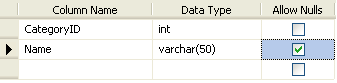 Column Name Data Type Allow Nulls
CategoryID int
Name varchar(50)